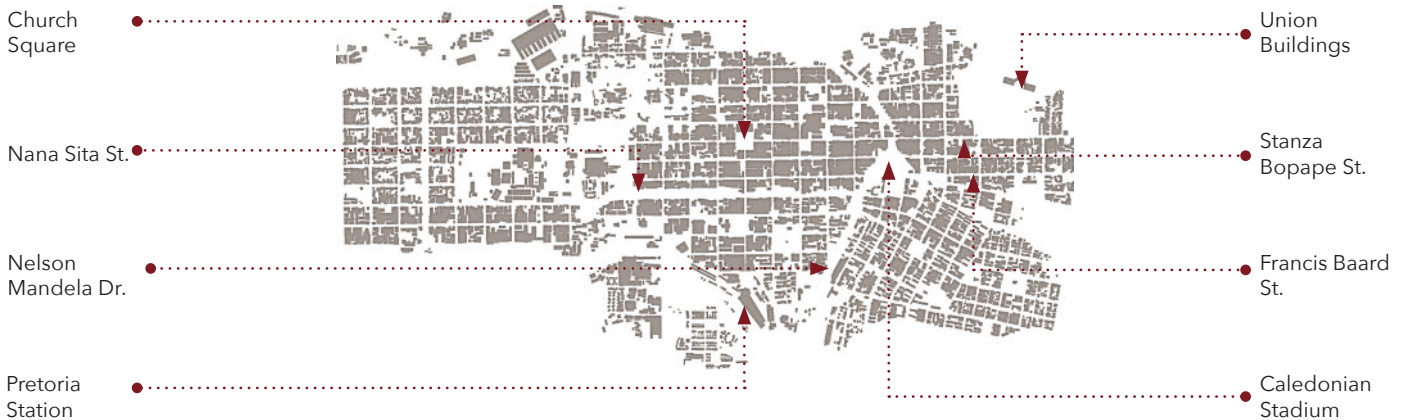 Church
Square
Nana Sita St.
Nelson
Mandela Dr.
Pretoria
Station
Union
Buildings
Stanza
Bopape St.
Francis Baard
St.
Caledonian
Stadium